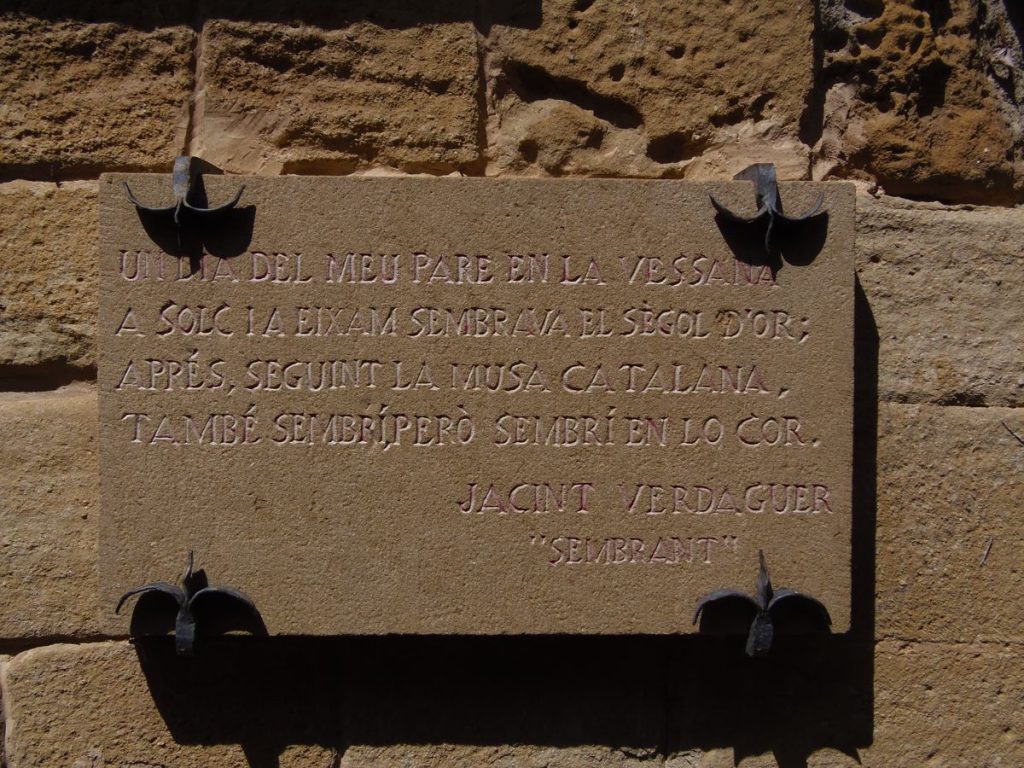 UN DIA DEL MEU PARE EN LA VESSANA
A SOLC I A EIXAM SEMBRAVA EL SÈGOL D'OR;
APRÉS, SEGUINT LA MUSA CATALANA,
TAMBÉ SEMBRÍ, PERÒ SEMBRÍ EN LO COR.
JACINT VERDAGUER
"SEMBRANT"